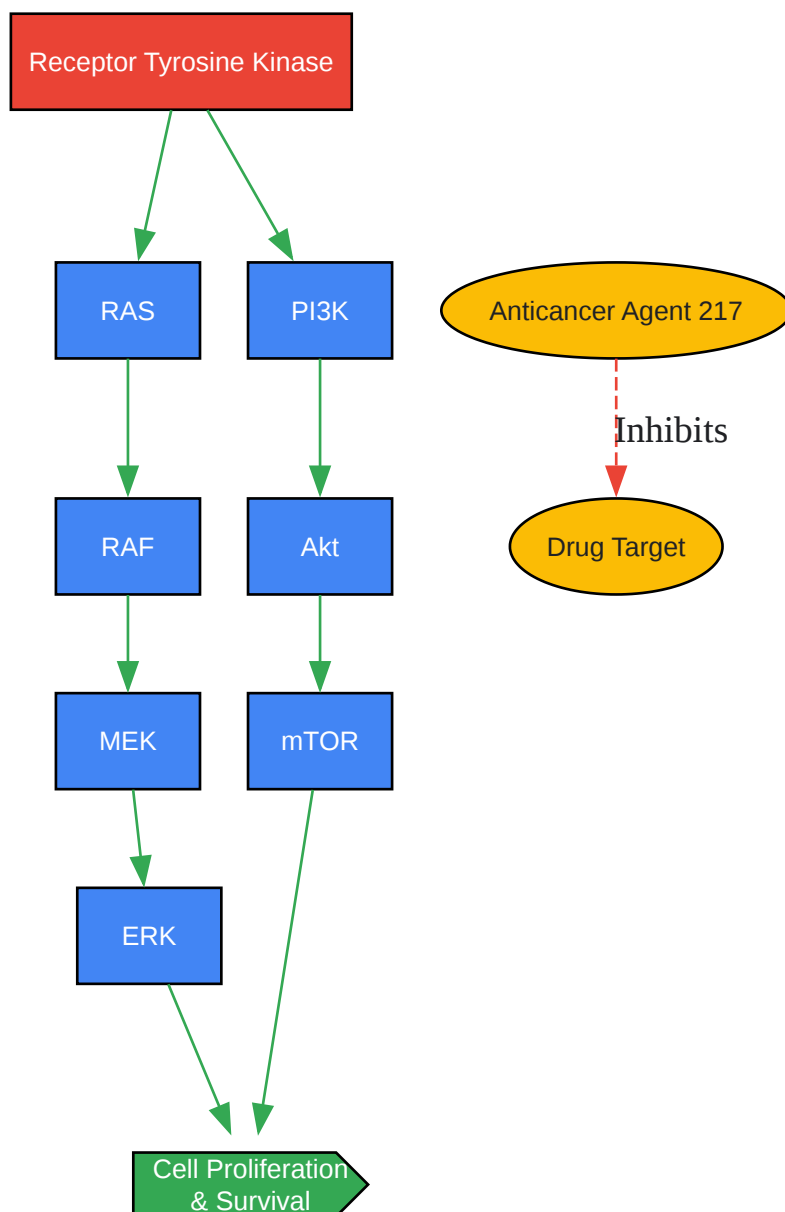 Receptor Tyrosine Kinase
RAS
PI3K
Anticancer Agent 217
Inhibits
RAF
Akt
Drug Target
MEK
mTOR
ERK
Cell Proliferation
& Survival